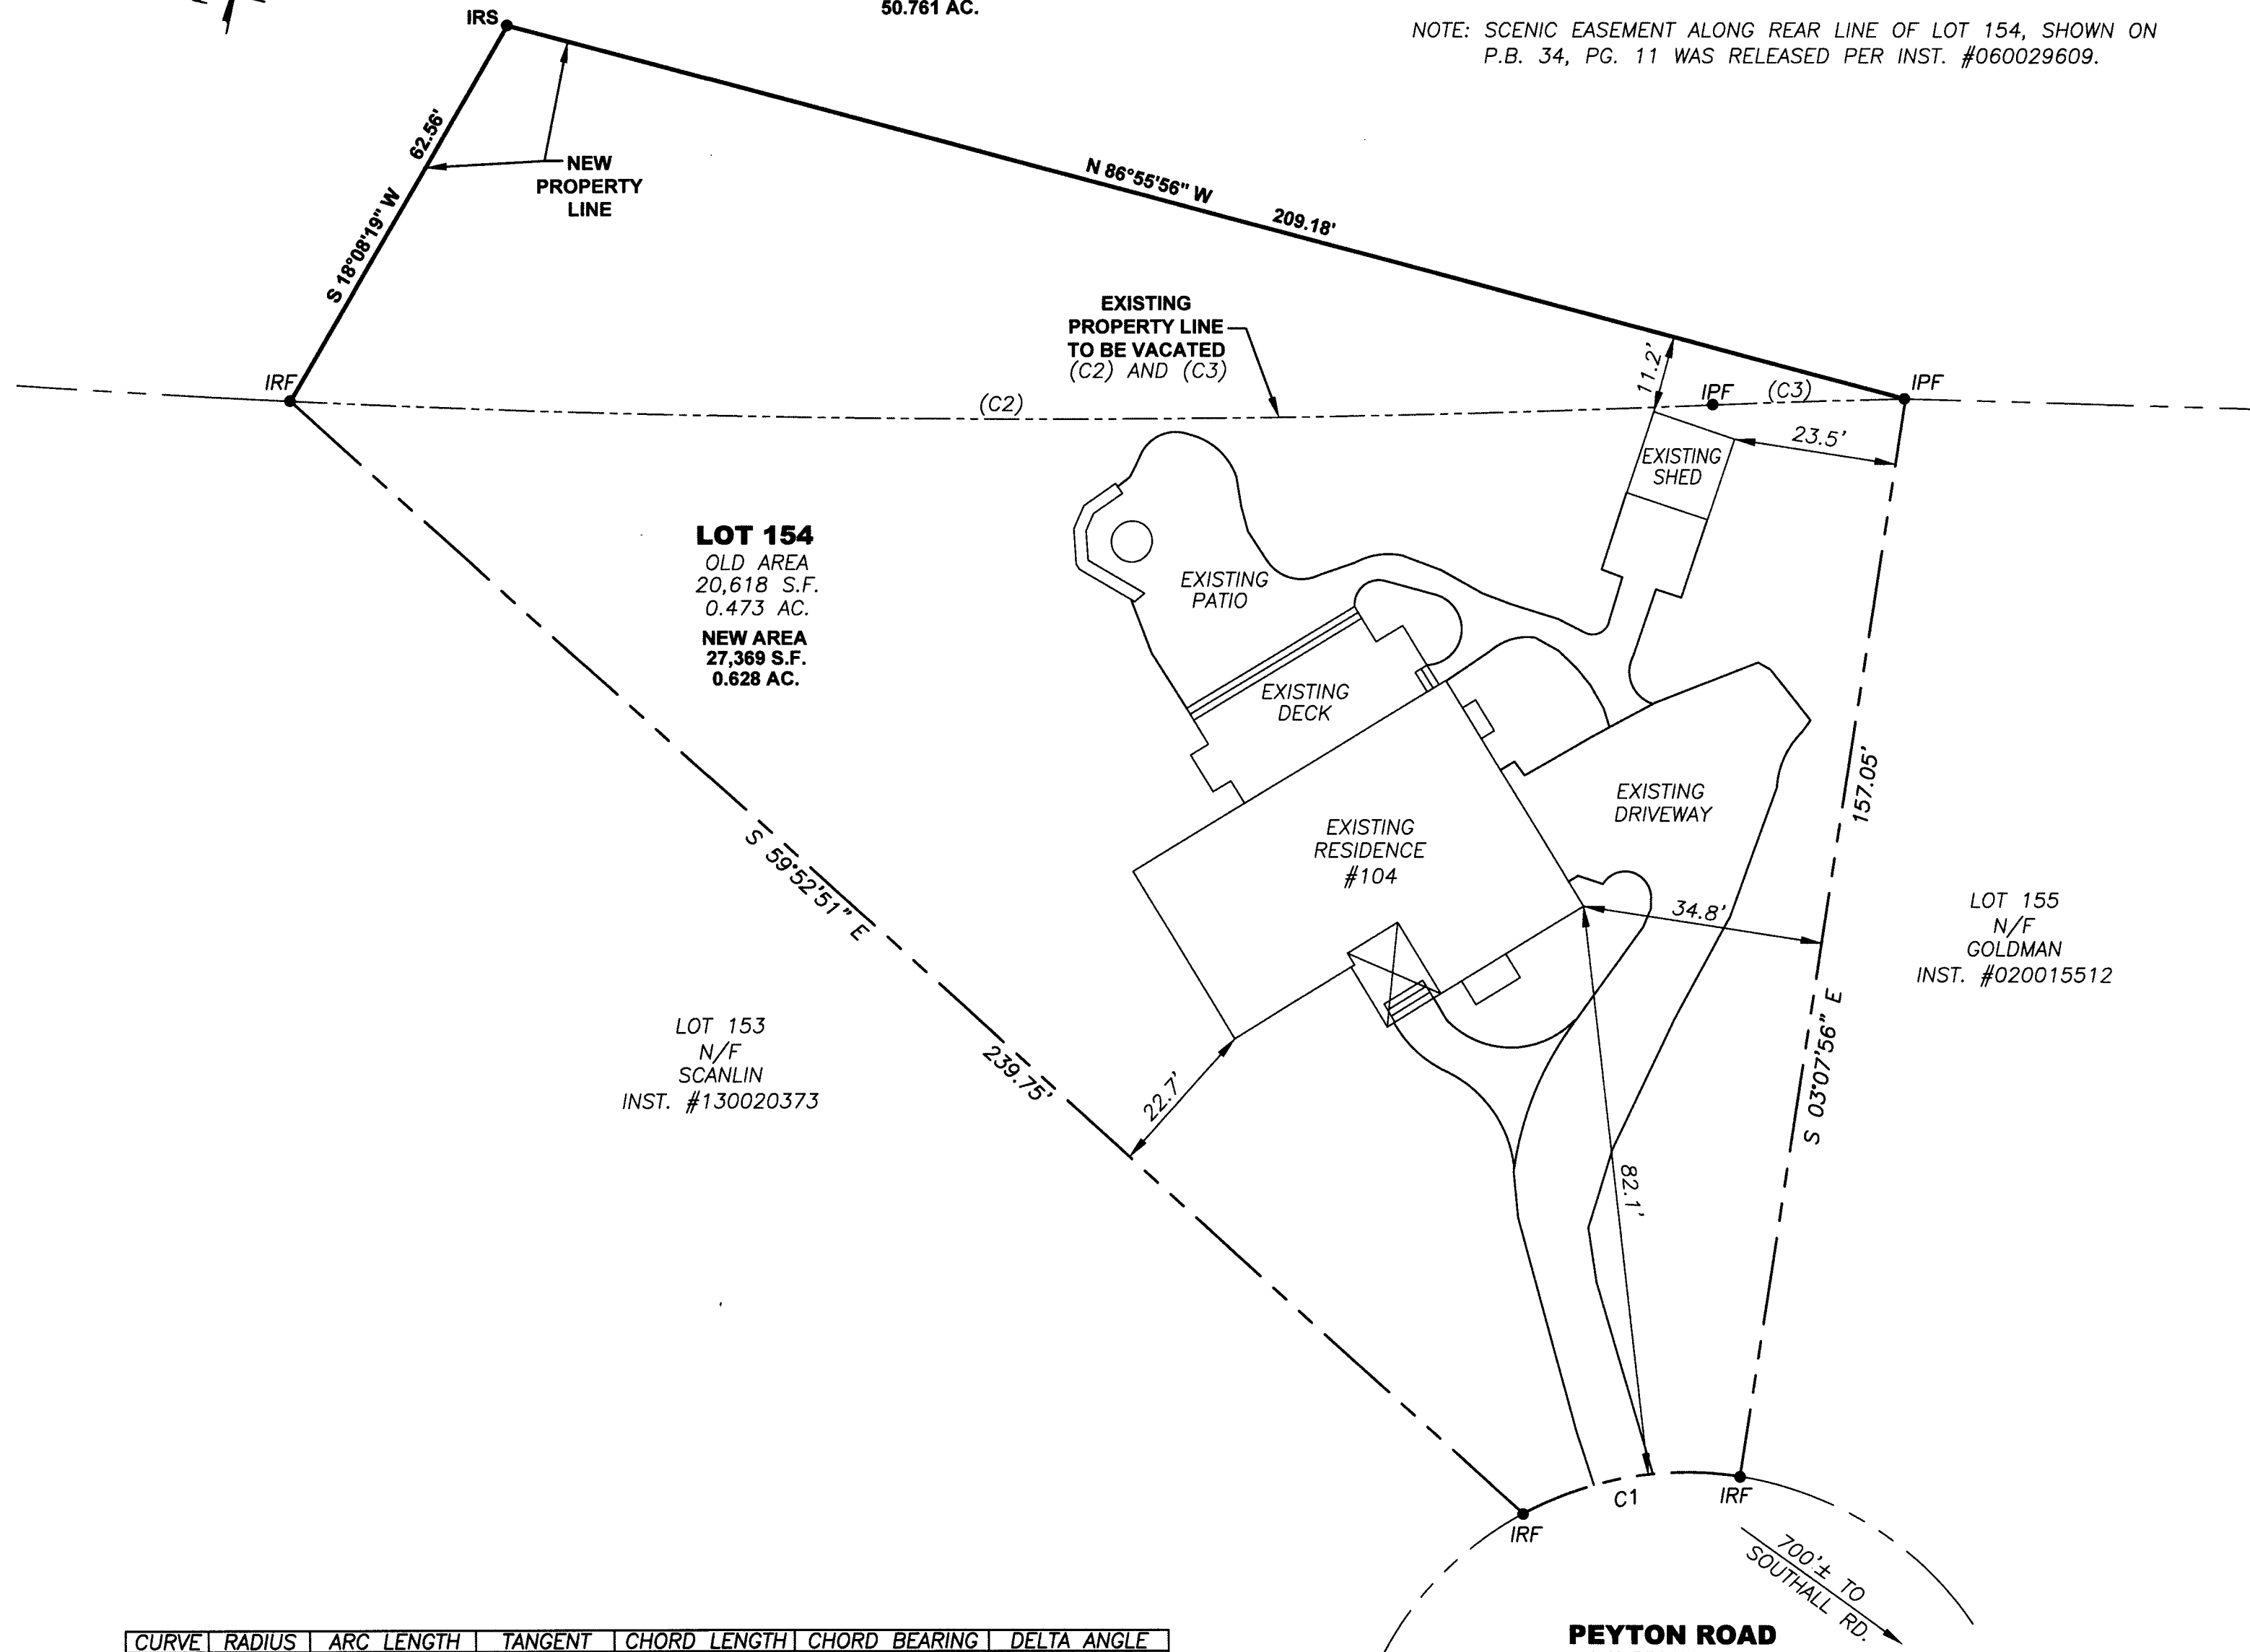 50.761 AC.
NOTE: SCENIC EASEMENT ALONG REAR LINE OF LOT 154, SHOWN ON
P.B. 34, PG. 11 WAS RELEASED PER INST. #060029609.
IRS
62.56'
S 18°08'19" W
NEW
PROPERTY
LINE
N 86°55'56" W
209.18'
EXISTING
PROPERTY LINE
TO BE VACATED
(C2) AND (C3)
11.2'
IRF
(C2)
IPF
(C3)
IPF
23.5'
EXISTING
SHED
LOT 154
OLD AREA
20,618 S.F.
0.473 AC.
NEW AREA
27,369 S.F.
0.628 AC.
EXISTING
PATIO
EXISTING
DECK
EXISTING
RESIDENCE
#104
EXISTING
DRIVEWAY
157.05'
S 59°52'51" E
239.75'
34.8'
LOT 155
N/F
GOLDMAN
INST. #020015512
S 03°07'56" E
LOT 153
N/F
SCANLIN
INST. #130020373
22.7'
82.1'
C1
IRF
IRF
700'± TO
SOUTHALL RD.
PEYTON ROAD
CURVE RADIUS ARC LENGTH TANGENT CHORD LENGTH CHORD BEARING DELTA ANGLE